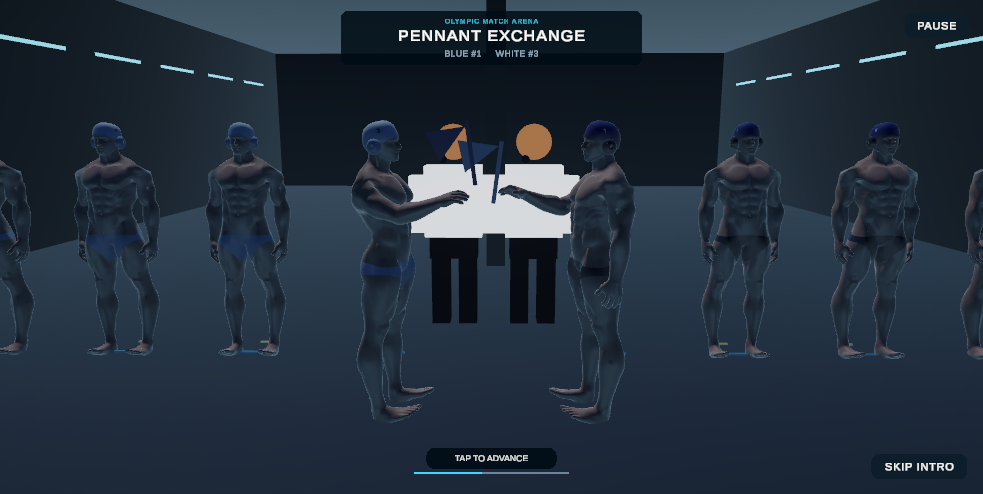 OLYMPIC MATCH ARENA
PENNANT EXCHANGE
BLUE #1 WHITE #3
PAUSE
TAP TO ADVANCE
SKIP INTRO